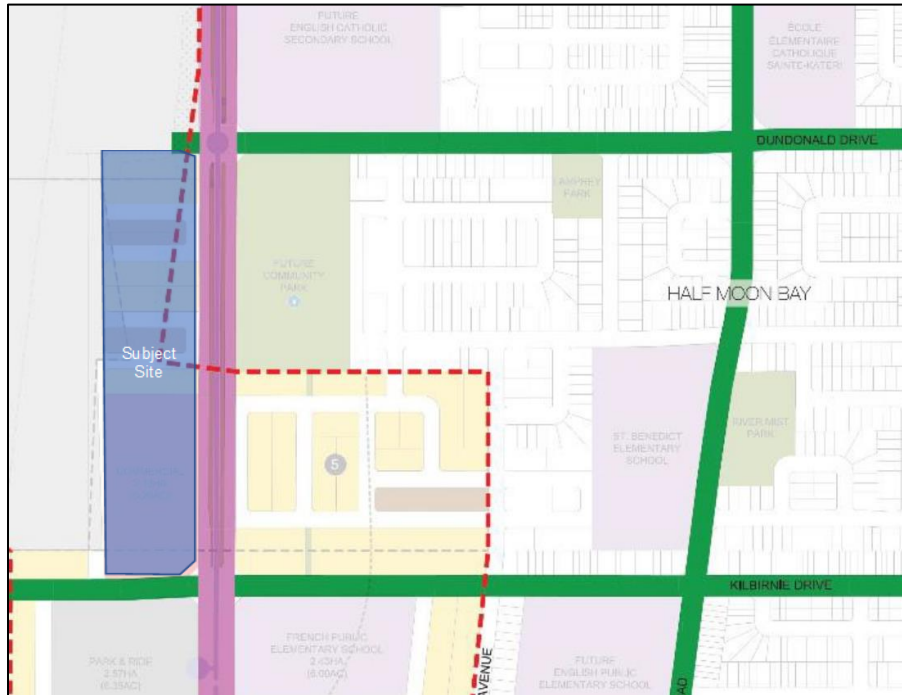 FUTURE
ENGLISH CATHOLIC
SECONDARY SCHOOL
ÉCOLE
ÉLÉMENTAIRE
CATHOLIQUE
SAINTE-KATERI
DUNDONALD DRIVE
LAMPREY
PARK
FUTURE
COMMUNITY
PARK
HALF MOON BAY
Subject
Site
RIVER MIST
PARK
ST. BENEDICT
ELEMENTARY
SCHOOL
5
KILBIRNIE DRIVE
FRENCH PUBLIC
ELEMENTARY SCHOOL
2.43HA
(6.00AC)
PARK & RIDE
2.57HA
(6.35AC)
AVENUE
FUTURE
ENGLISH PUBLIC
ELEMENTARY SCHOOL
AD